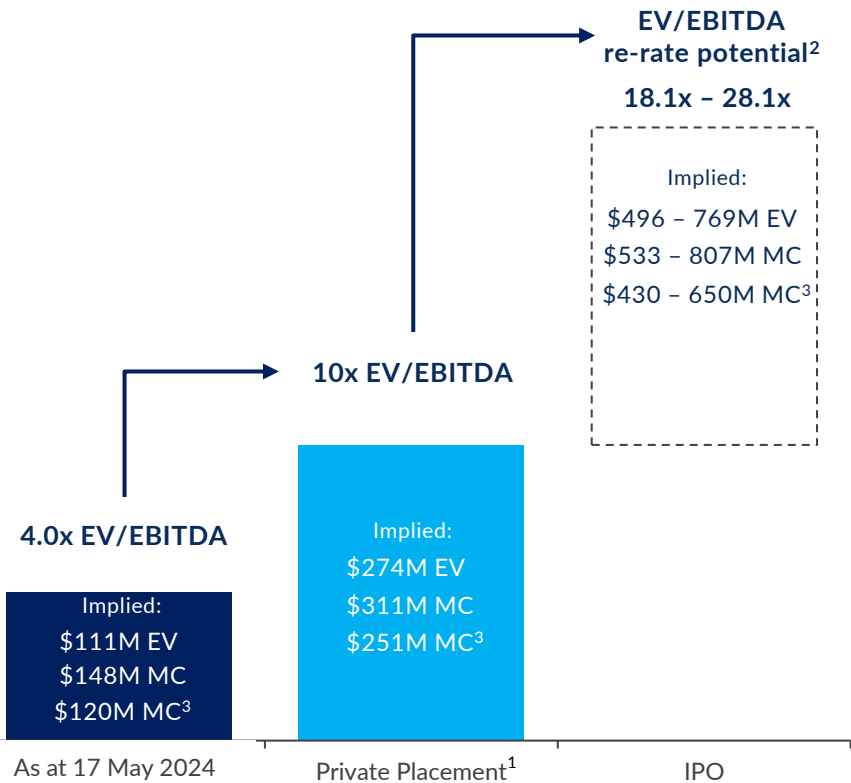 EV/EBITDA
re-rate potential²
18.1x – 28.1x
Implied:
$496 – 769M EV
$533 – 807M MC
$430 – 650M MC³
10x EV/EBITDA
Implied:
$274M EV
$311M MC
$251M MC³
4.0x EV/EBITDA
Implied:
$111M EV
$148M MC
$120M MC³
As at 17 May 2024
Private Placement¹
IPO